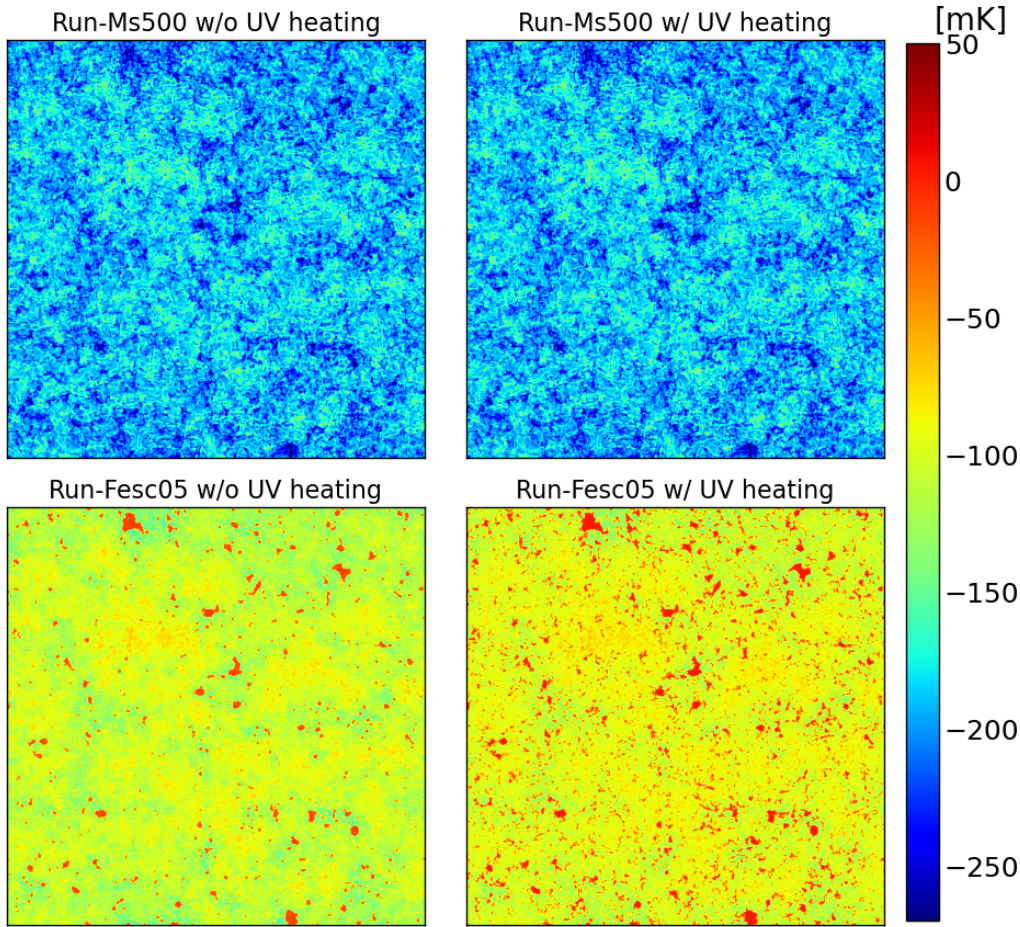 Run-Ms500 w/o UV heating
Run-Ms500 w/ UV heating
[mK]
50
0
−50
−100
−150
−200
−250
Run-Fesc05 w/o UV heating
Run-Fesc05 w/ UV heating